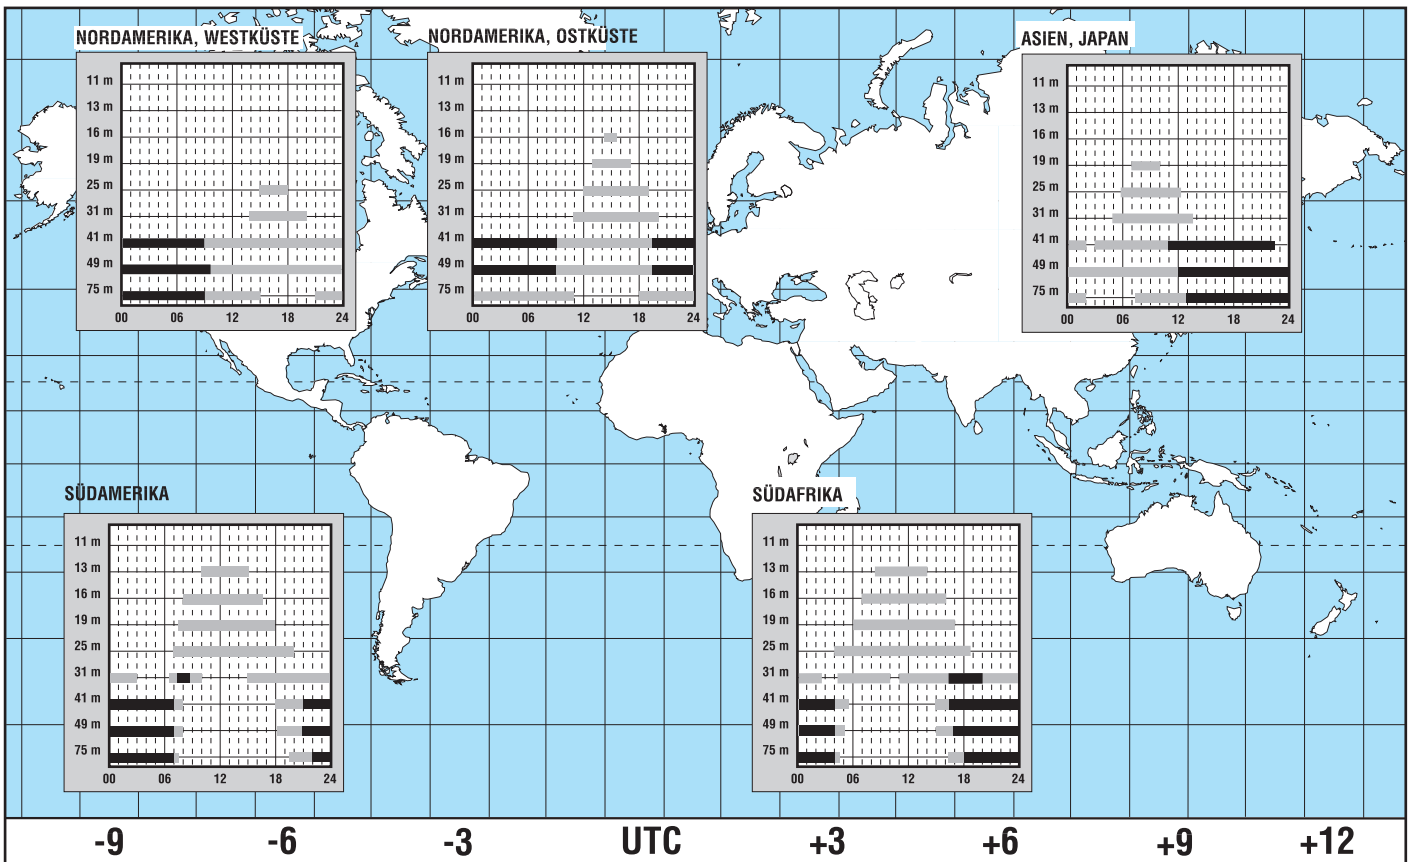 NORDAMERIKA, WESTKÜSTE
11 m
13 m
16 m
19 m
25 m
31 m
41 m
49 m
75 m
00 06 12 18 24
NORDAMERIKA, OSTKÜSTE
11 m
13 m
16 m
19 m
25 m
31 m
41 m
49 m
75 m
00 06 12 18 24
ASIEN, JAPAN
11 m
13 m
16 m
19 m
25 m
31 m
41 m
49 m
75 m
00 06 12 18 24
SÜDAMERIKA
11 m
13 m
16 m
19 m
25 m
31 m
41 m
49 m
75 m
00 06 12 18 24
SÜDAFRIKA
11 m
13 m
16 m
19 m
25 m
31 m
41 m
49 m
75 m
00 06 12 18 24
-9 -6 -3 UTC +3 +6 +9 +12